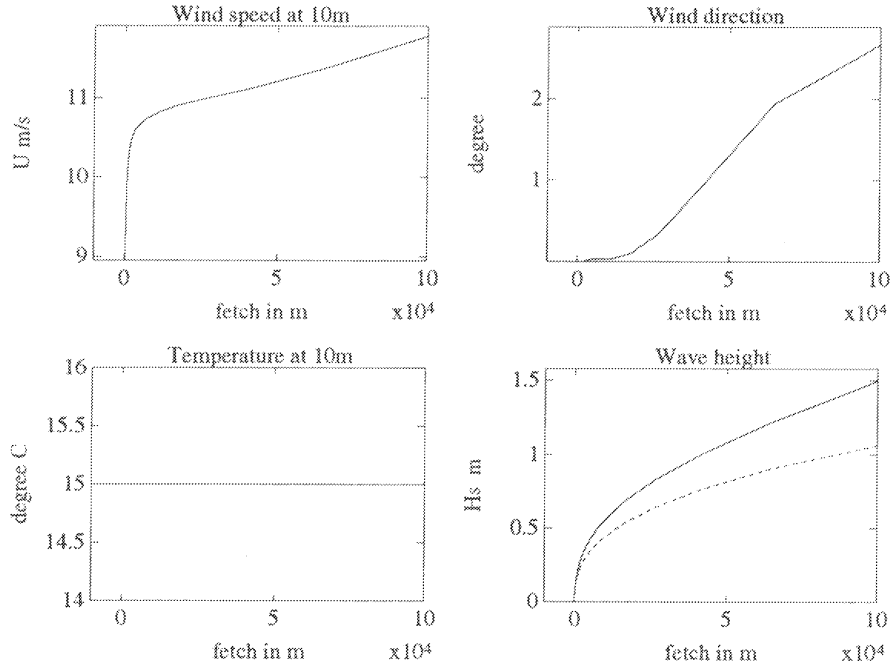 Wind speed at 10m
U m/s
11
10
9
0
5
10
fetch in m
x10⁴
Wind direction
degree
2
1
0
5
10
fetch in m
x10⁴
Temperature at 10m
degree C
16
15.5
15
14.5
14
0
5
10
fetch in m
x10⁴
Wave height
Hs m
1.5
1
0.5
0
0
5
10
fetch in m
x10⁴